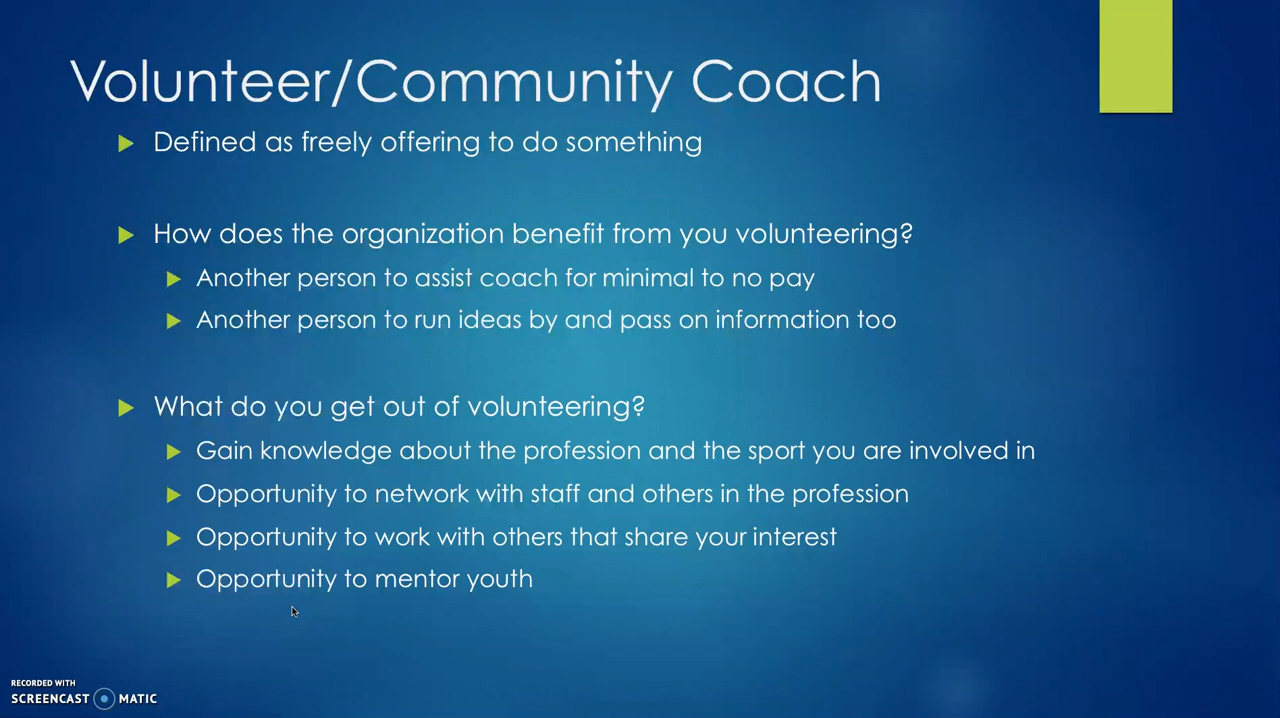 Volunteer/Community Coach
Defined as freely offering to do something
How does the organization benefit from you volunteering?
Another person to assist coach for minimal to no pay
Another person to run ideas by and pass on information too
What do you get out of volunteering?
Gain knowledge about the profession and the sport you are involved in
Opportunity to network with staff and others in the profession
Opportunity to work with others that share your interest
Opportunity to mentor youth
RECORDED WITH
SCREENCAST MATIC